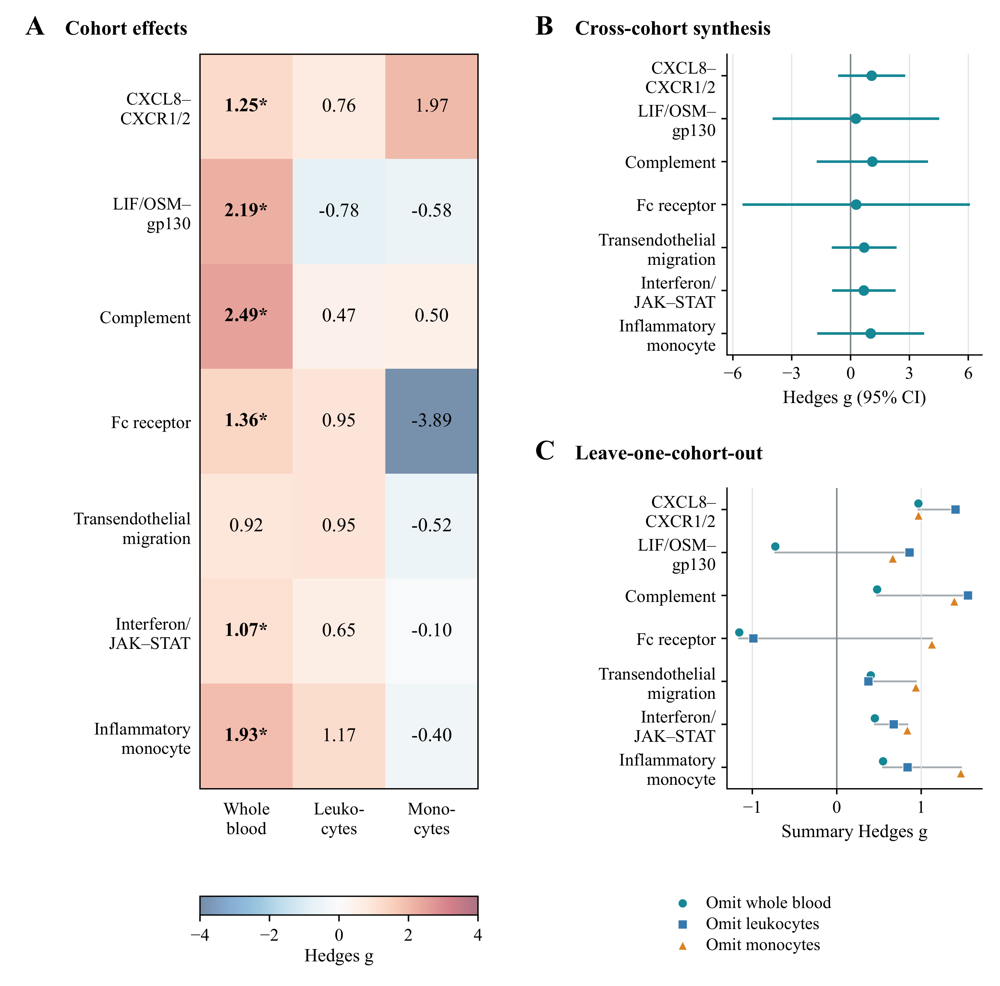 A Cohort effects
CXCL8–
CXCR1/2
1.25* 0.76 1.97
LIF/OSM–
gp130
2.19* -0.78 -0.58
Complement
2.49* 0.47 0.50
Fc receptor
1.36* 0.95 -3.89
Transendothelial
migration
0.92 0.95 -0.52
Interferon/
JAK–STAT
1.07* 0.65 -0.10
Inflammatory
monocyte
1.93* 1.17 -0.40
Whole
blood
Leuko-
cytes
Mono-
cytes
−4 −2 0 2 4
Hedges g
B Cross-cohort synthesis
CXCL8–
CXCR1/2
LIF/OSM–
gp130
Complement
Fc receptor
Transendothelial
migration
Interferon/
JAK–STAT
Inflammatory
monocyte
−6 −3 0 3 6
Hedges g (95% CI)
C Leave-one-cohort-out
CXCL8–
CXCR1/2
LIF/OSM–
gp130
Complement
Fc receptor
Transendothelial
migration
Interferon/
JAK–STAT
Inflammatory
monocyte
−1 0 1
Summary Hedges g
Omit whole blood
Omit leukocytes
Omit monocytes